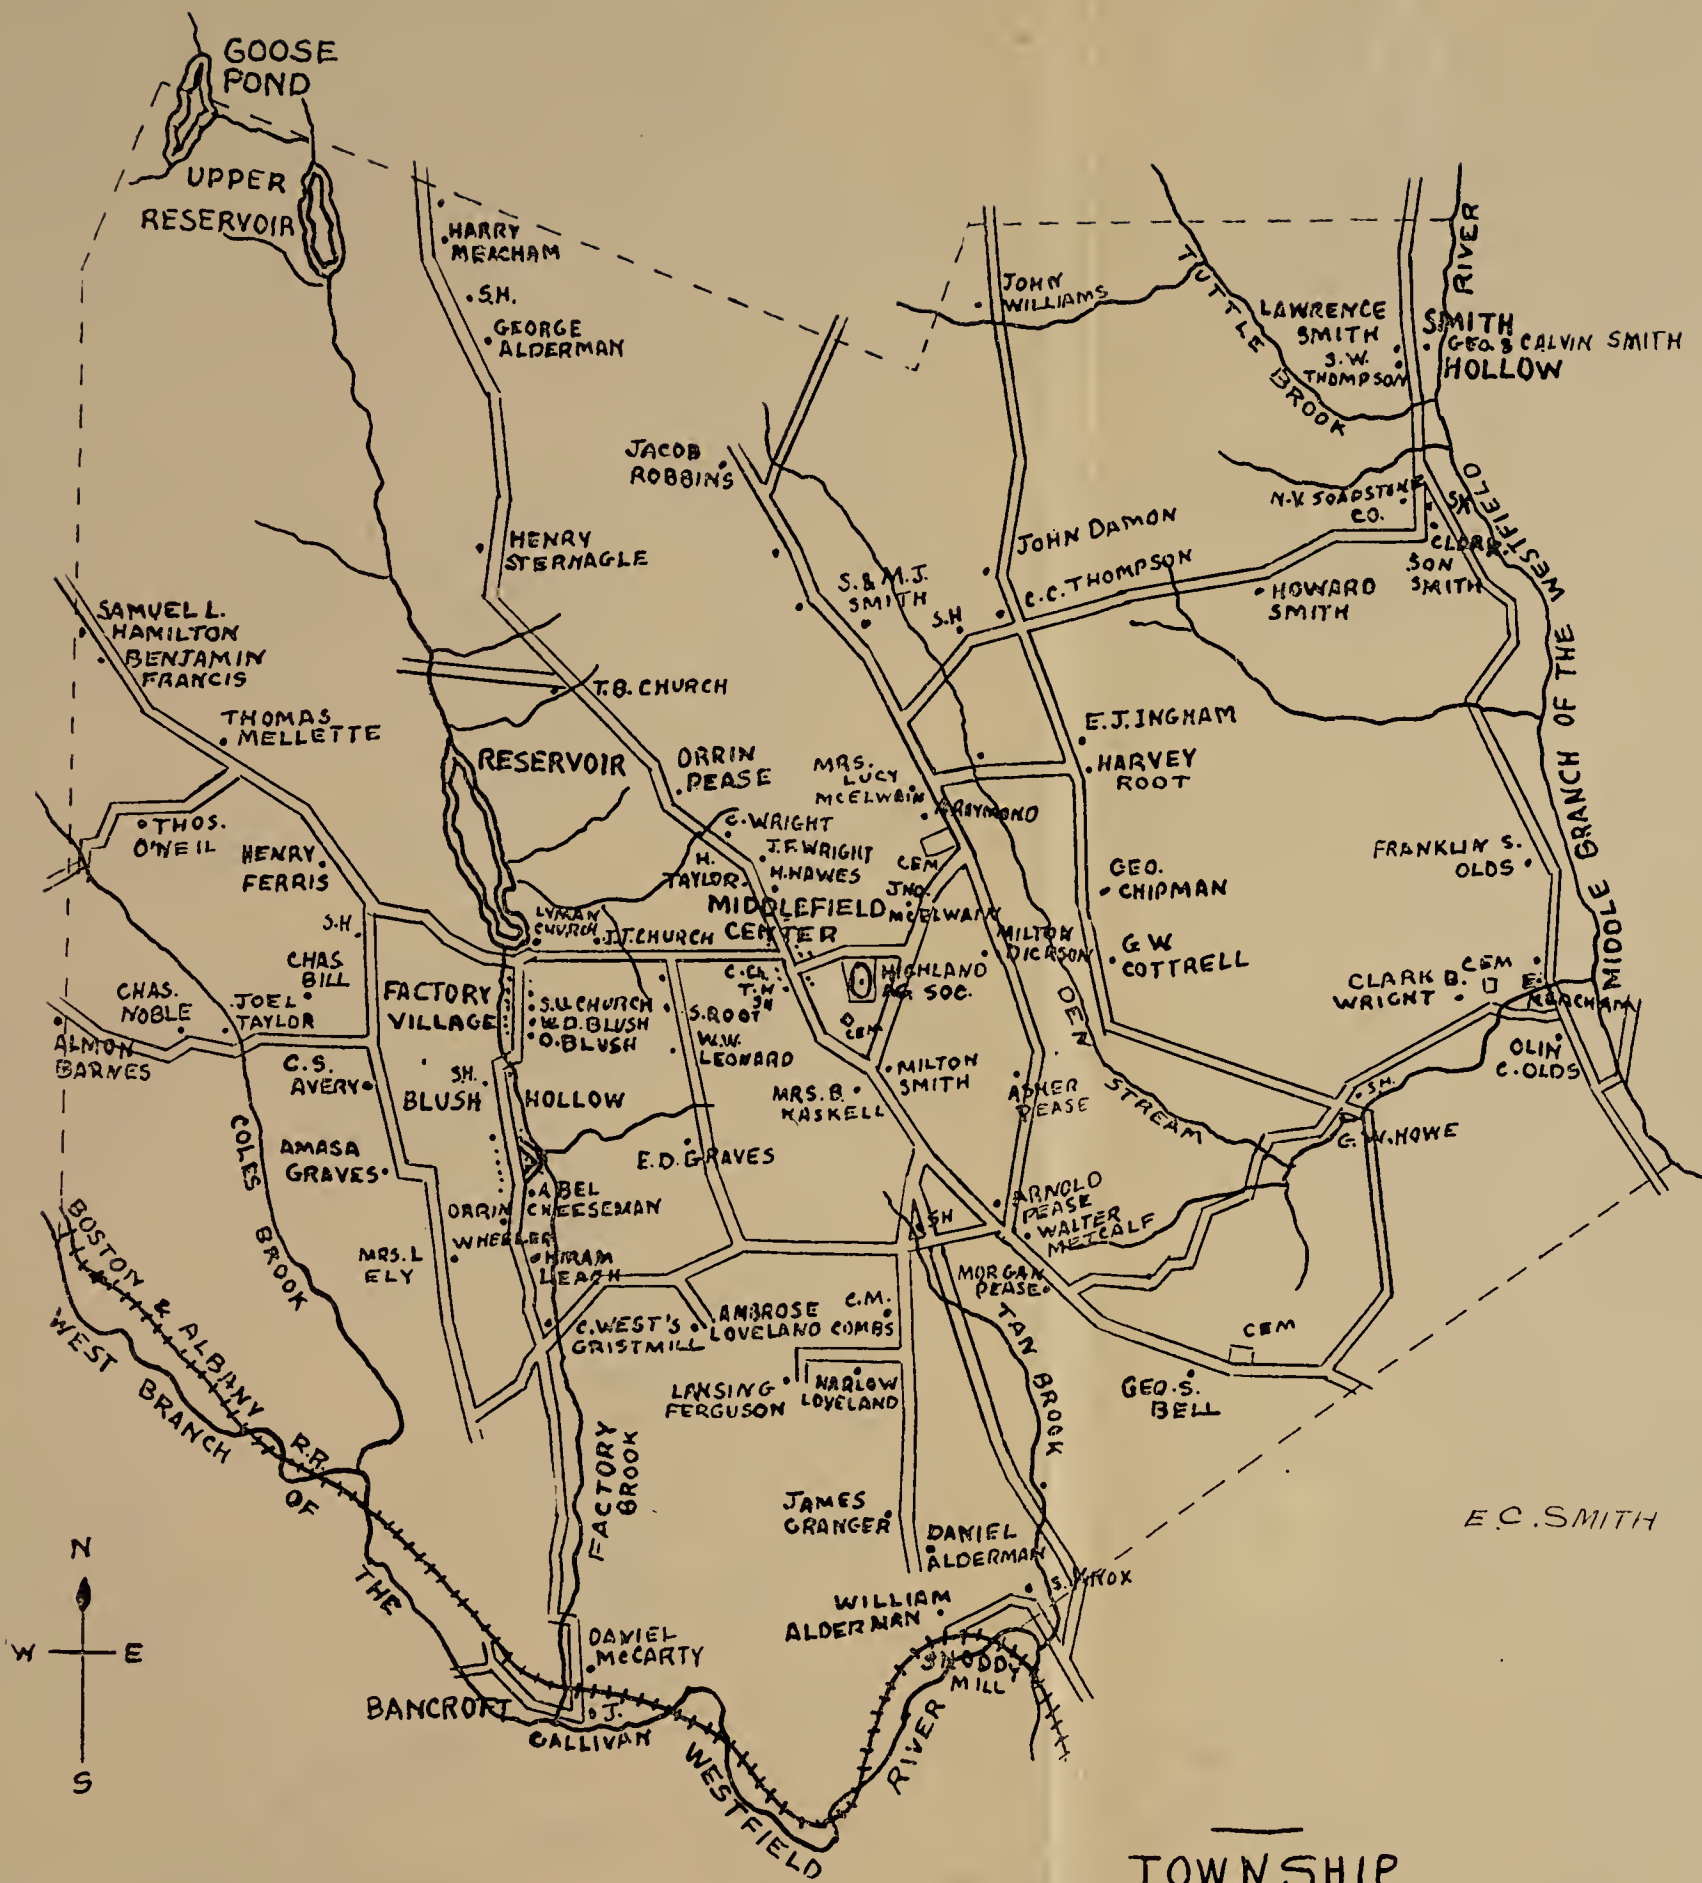 GOOSE
POND
UPPER
RESERVOIR
HARRY
MEACHAM
S.H.
GEORGE
ALDERMAN
JOHN
WILLIAMS
TUTTLE BROOK
RIVER
LAWRENCE
SMITH
S.W.
THOMPSON
SMITH
GEO. & CALVIN SMITH
HOLLOW
JACOB
ROBBINS
N.Y. SOAPSTONE
CO.
CLARK
SON
SMITH
HENRY
STERNAGLE
S. & M.J.
SMITH
S.H
JOHN DAMON
C.C. THOMPSON
HOWARD
SMITH
MIDDLE BRANCH OF THE WESTFIELD
SAMUEL L.
HAMILTON
BENJAMIN
FRANCIS
THOMAS
MELLETTE
T.B. CHURCH
E.J. INGHAM
HARVEY
ROOT
RESERVOIR
ORRIN
PEASE
MRS.
LUCY
MCELWAIN
RAYMOND
THOS.
O'NEIL
HENRY
FERRIS
C. WRIGHT
J.F. WRIGHT
H. HAWES
H.
TAYLOR
CEM
JNO.
MCELWAIN
GEO.
CHIPMAN
FRANKLIN S.
OLDS
S.H.
LYMAN
CHURCH
J.T. CHURCH
MIDDLEFIELD
CENTER
MILTON
DICKSON
G W
COTTRELL
CHAS
BILL
CHAS.
NOBLE
JOEL
TAYLOR
FACTORY
VILLAGE
S.U. CHURCH
W.D. BLUSH
O. BLUSH
S. ROOT
W.W.
LEONARD
C. CH.
T.H
SH
HIGHLAND
AG. SOC.
CEM
CLARK B.
WRIGHT
CEM
E.
MEACHAM
ALMON
BARNES
C.S.
AVERY
S.H.
BLUSH
HOLLOW
MRS. B.
HASKELL
MILTON
SMITH
ASHER
PEASE
DEN STREAM
OLIN
C. OLDS
S.H.
G.W. HOWE
COLES BROOK
AMASA
GRAVES
E.D. GRAVES
ABEL
CHEESEMAN
ORRIN
WHEELER
HIRAM
LEACH
MRS. L
ELY
SH
ARNOLD
PEASE
WALTER
METCALF
MORGAN
PEASE
BOSTON & ALBANY R.R.
C. WEST'S
GRISTMILL
AMBROSE
LOVELAND
C.M.
COMBS
TAN BROOK
CEM
GEO. S.
BELL
LANSING
FERGUSON
HARLOW
LOVELAND
FACTORY
BROOK
JAMES
GRANGER
DANIEL
ALDERMAN
E.C. SMITH
N
W E
S
WILLIAM
ALDERMAN
S. KNOX
DANIEL
McCARTY
SHODDY
MILL
BANCROFT
J.
GALLIVAN
WEST BRANCH OF THE WESTFIELD RIVER
TOWNSHIP